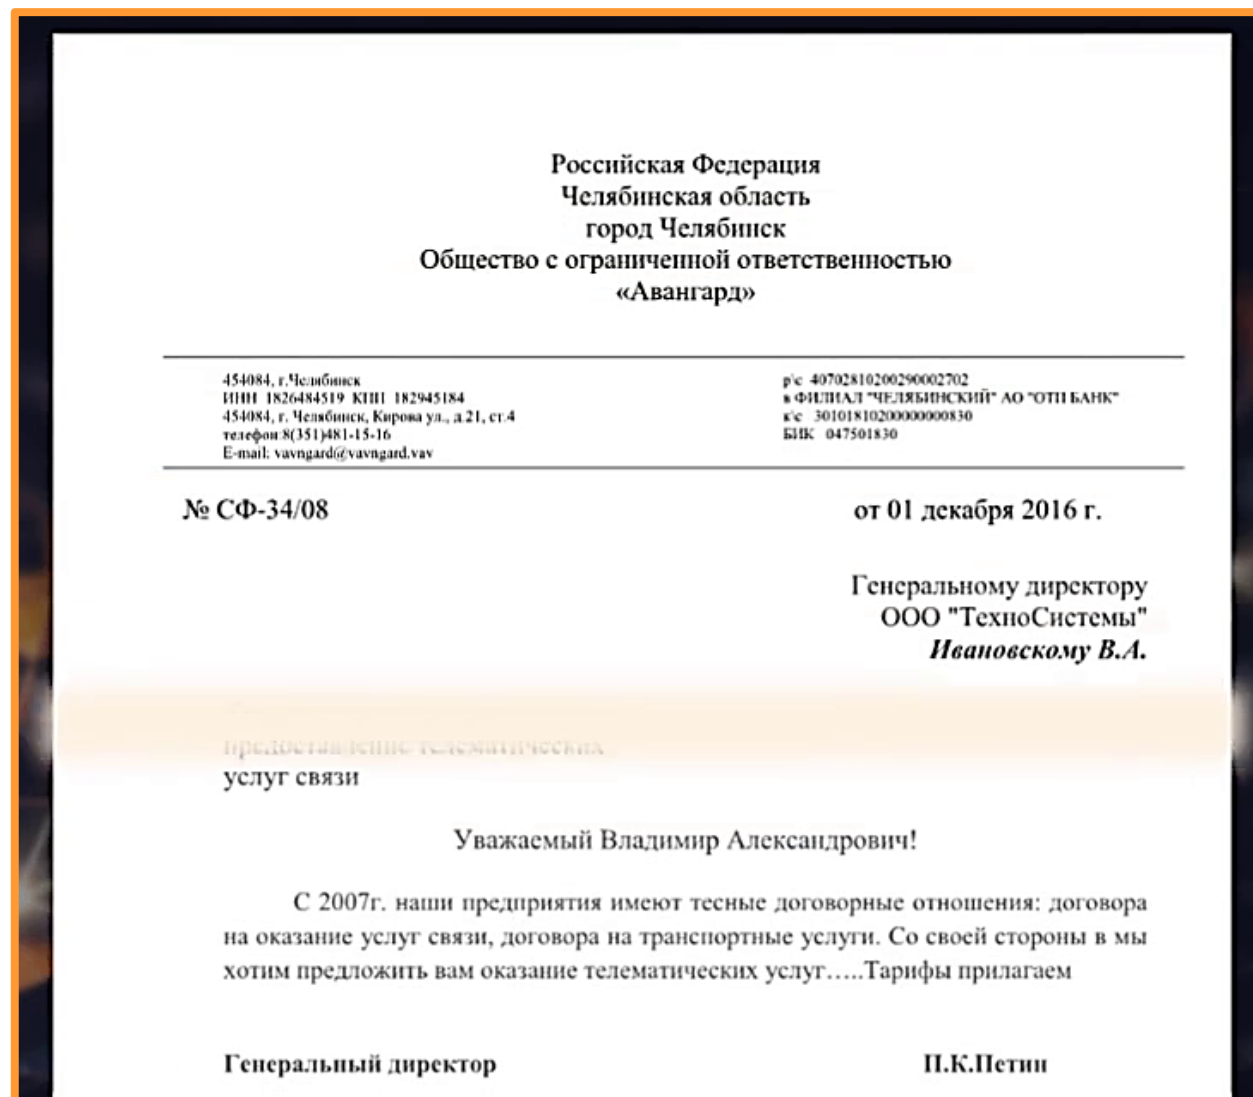 Российская Федерация
Челябинская область
город Челябинск
Общество с ограниченной ответственностью
«Авангард»
454084, г.Челябинск
ИНН 1826484519 КПП 182945184
454084, г. Челябинск, Кирова ул., д.21, ст.4
телефон:8(351)481-15-16
E-mail: vavngard@vavngard.vav
р\с 40702810200290002702
в ФИЛИАЛ "ЧЕЛЯБИНСКИЙ" АО "ОТП БАНК"
к\с 30101810200000000830
БИК 047501830
№ СФ-34/08
от 01 декабря 2016 г.
Генеральному директору
ООО "ТехноСистемы"
Ивановскому В.А.
предоставление телематических
услуг связи
Уважаемый Владимир Александрович!
С 2007г. наши предприятия имеют тесные договорные отношения: договора
на оказание услуг связи, договора на транспортные услуги. Со своей стороны в мы
хотим предложить вам оказание телематических услуг…..Тарифы прилагаем
Генеральный директор
П.К.Петин